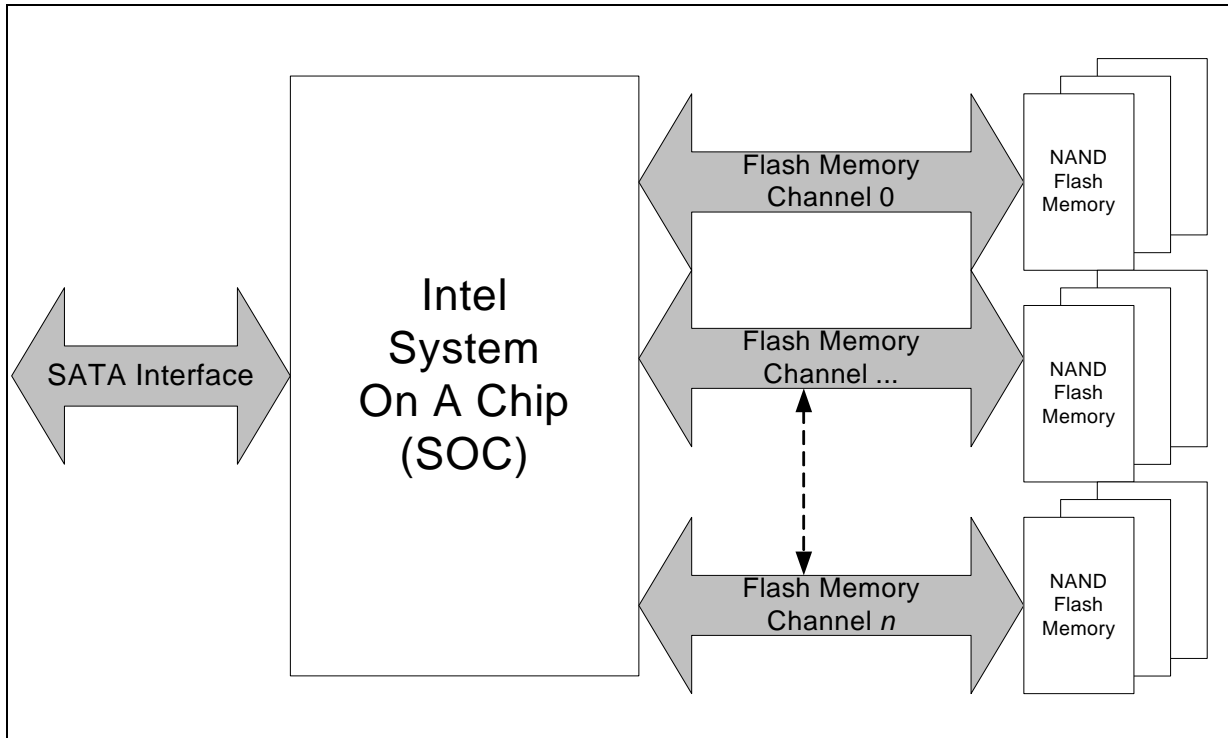 SATA Interface
Intel
System
On A Chip
(SOC)
Flash Memory
Channel 0
NAND
Flash
Memory
Flash Memory
Channel ...
NAND
Flash
Memory
Flash Memory
Channel n
NAND
Flash
Memory